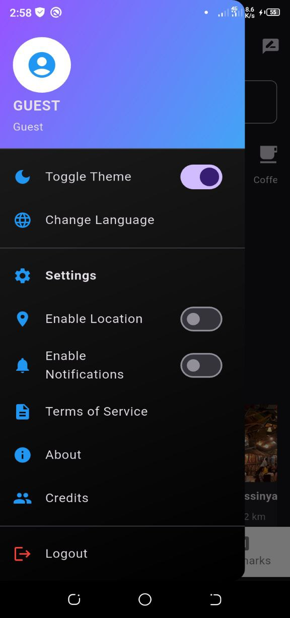 2:58
8.6
K/s
55
GUEST
Guest
Toggle Theme
Coffe
Change Language
Settings
Enable Location
Enable
Notifications
Terms of Service
About
Credits
ssinya
2 km
narks
Logout